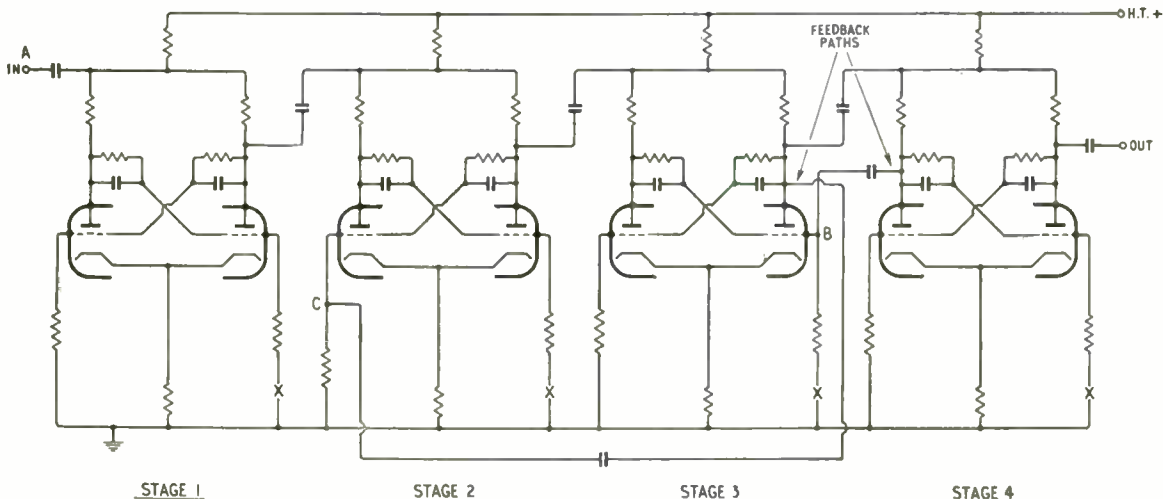 H.T.+
A
IN
FEEDBACK
PATHS
OUT
B
C
X
X
X
X
STAGE 1
STAGE 2
STAGE 3
STAGE 4